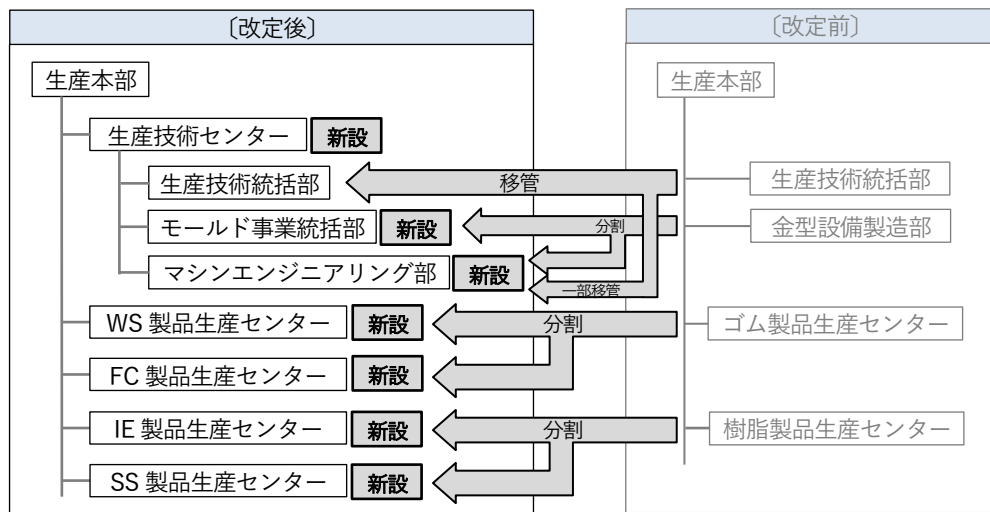 〔改定後〕
生産本部
生産技術センター 新設
生産技術統括部
モールド事業統括部 新設
マシンエンジニアリング部 新設
WS 製品生産センター 新設
FC 製品生産センター 新設
IE 製品生産センター 新設
SS 製品生産センター 新設
移管
分割
一部移管
分割
分割
〔改定前〕
生産本部
生産技術統括部
金型設備製造部
ゴム製品生産センター
樹脂製品生産センター